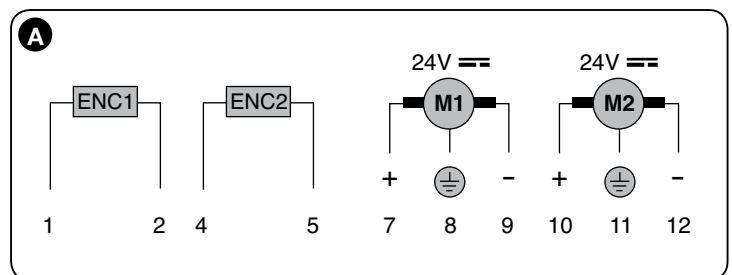 A
24V 24V
ENC1 ENC2 M1 M2
+ - + -
1 2 4 5 7 8 9 10 11 12